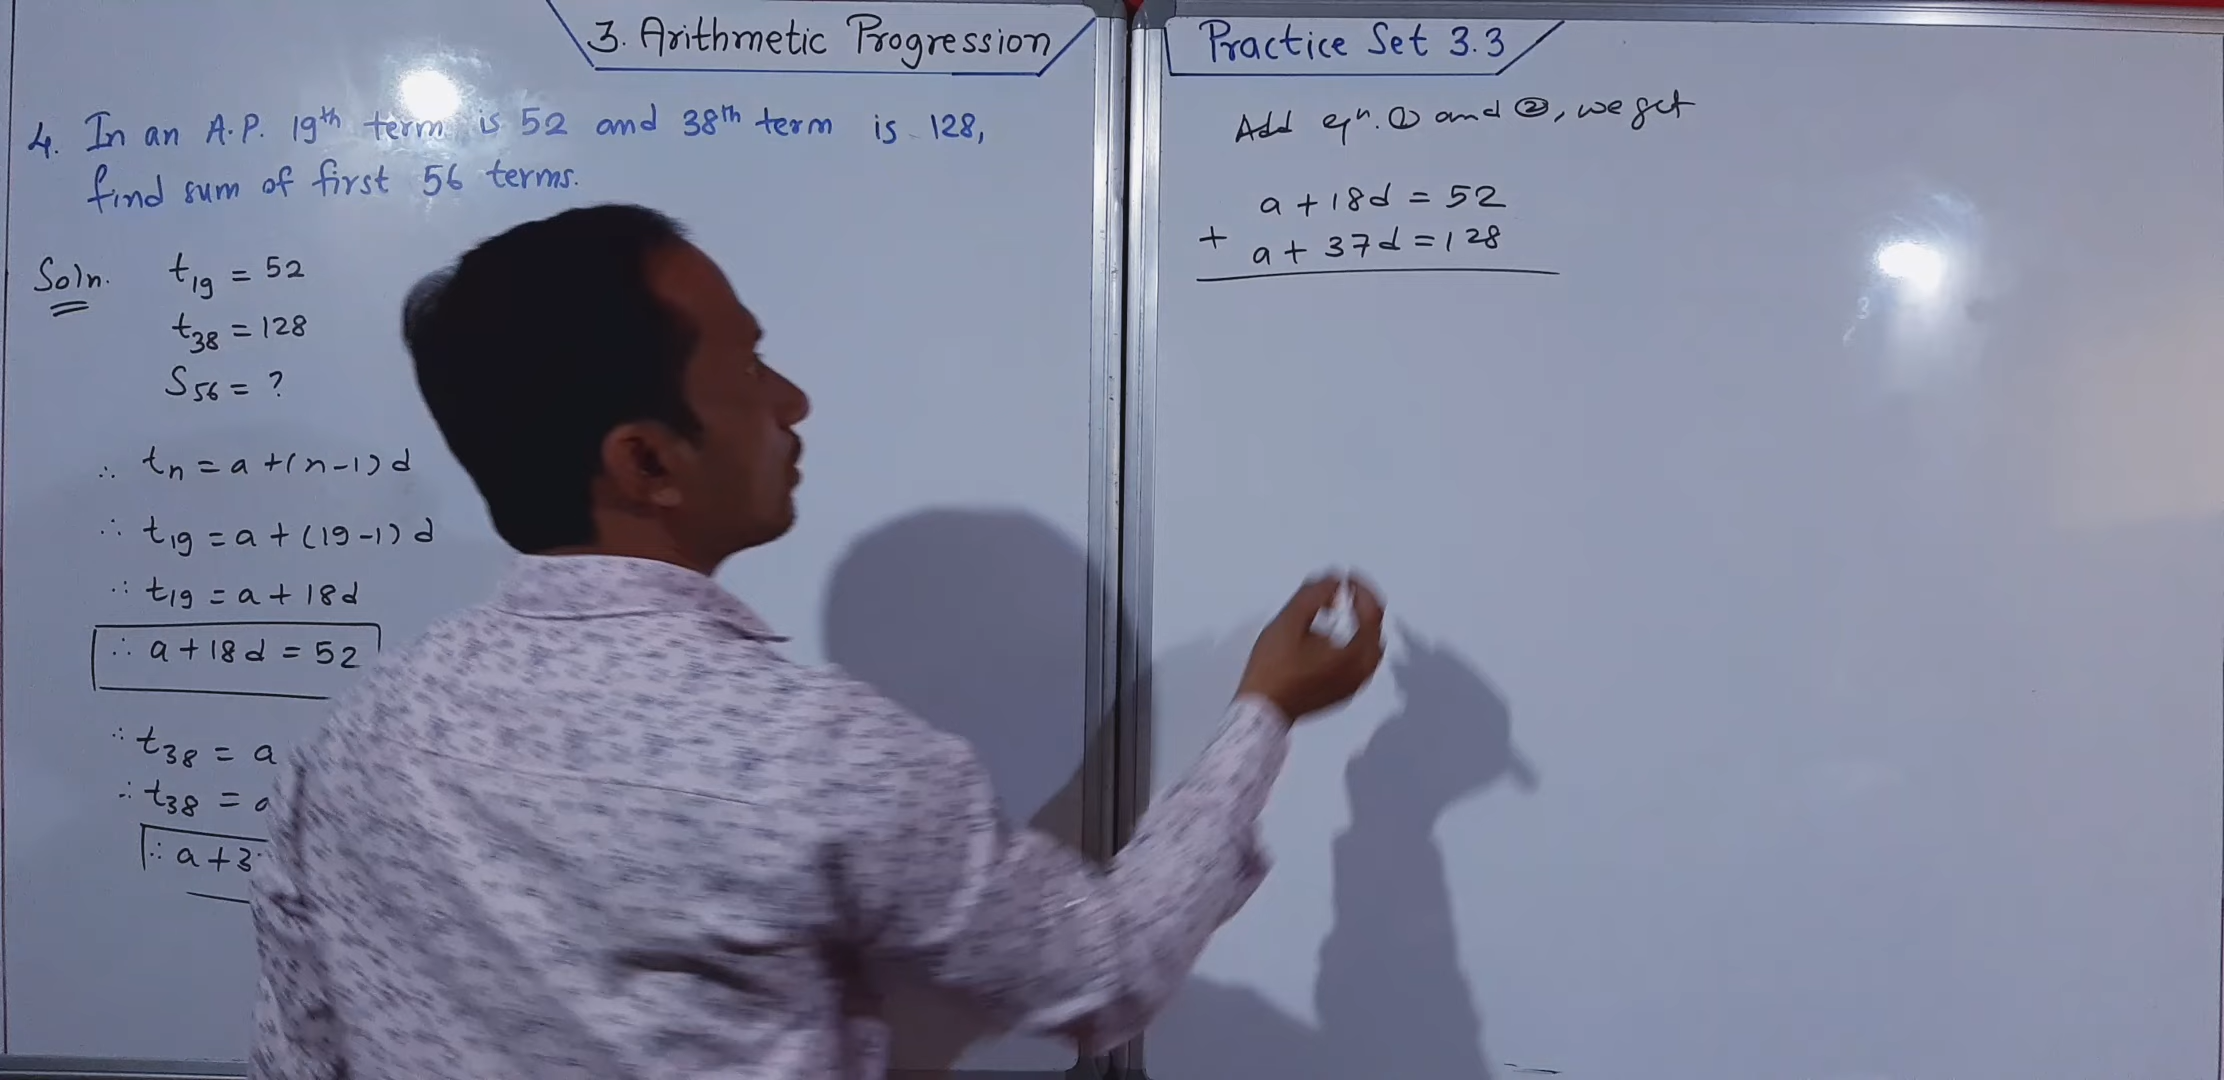 3. Arithmetic Progression
Practice Set 3.3
4. In an A.P. 19th term is 52 and 38th term is 128,
find sum of first 56 terms.
Soln. t19 = 52
t38 = 128
S56 = ?
∴ tn = a + (n-1) d
∴ t19 = a + (19-1) d
∴ t19 = a + 18d
∴ a + 18d = 52
∴ t38 = a
∴ t38 = a
∴ a + 3
Add eqn. ① and ②, we get
a + 18d = 52
+ a + 37d = 128